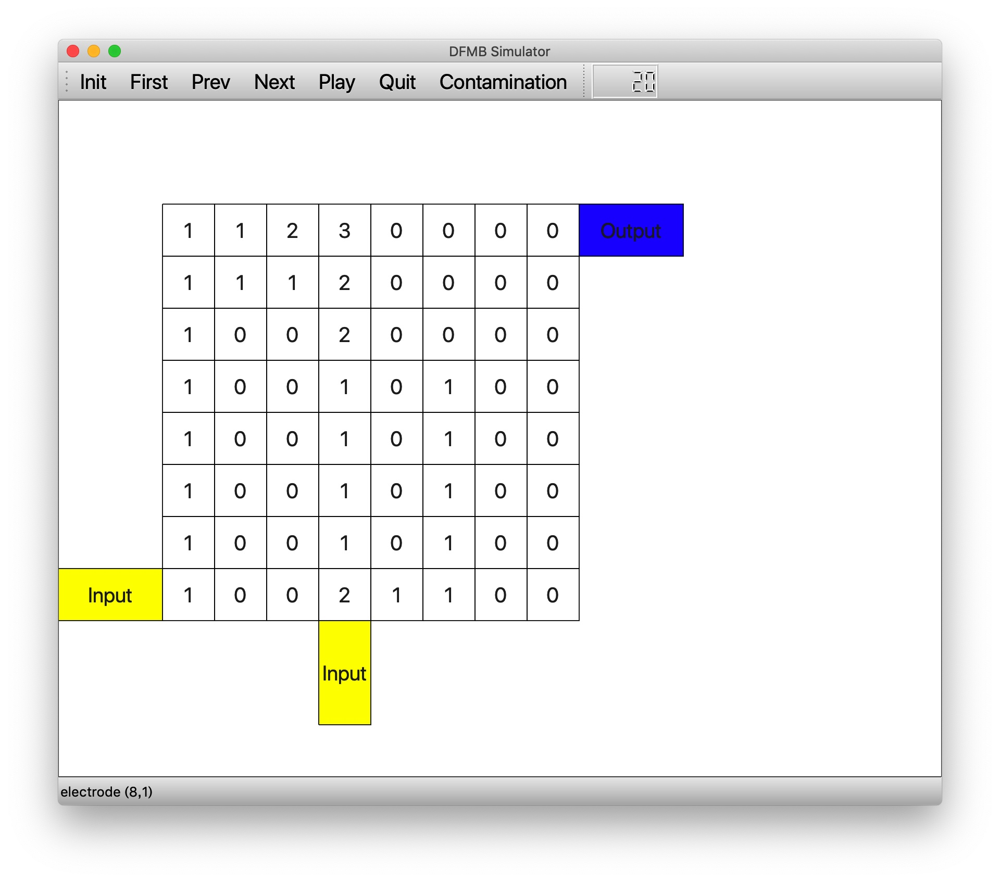 DFMB Simulator
Init First Prev Next Play Quit Contamination 20
1 1 2 3 0 0 0 0 Output
1 1 1 2 0 0 0 0
1 0 0 2 0 0 0 0
1 0 0 1 0 1 0 0
1 0 0 1 0 1 0 0
1 0 0 1 0 1 0 0
1 0 0 1 0 1 0 0
Input 1 0 0 2 1 1 0 0
Input
electrode (8,1)